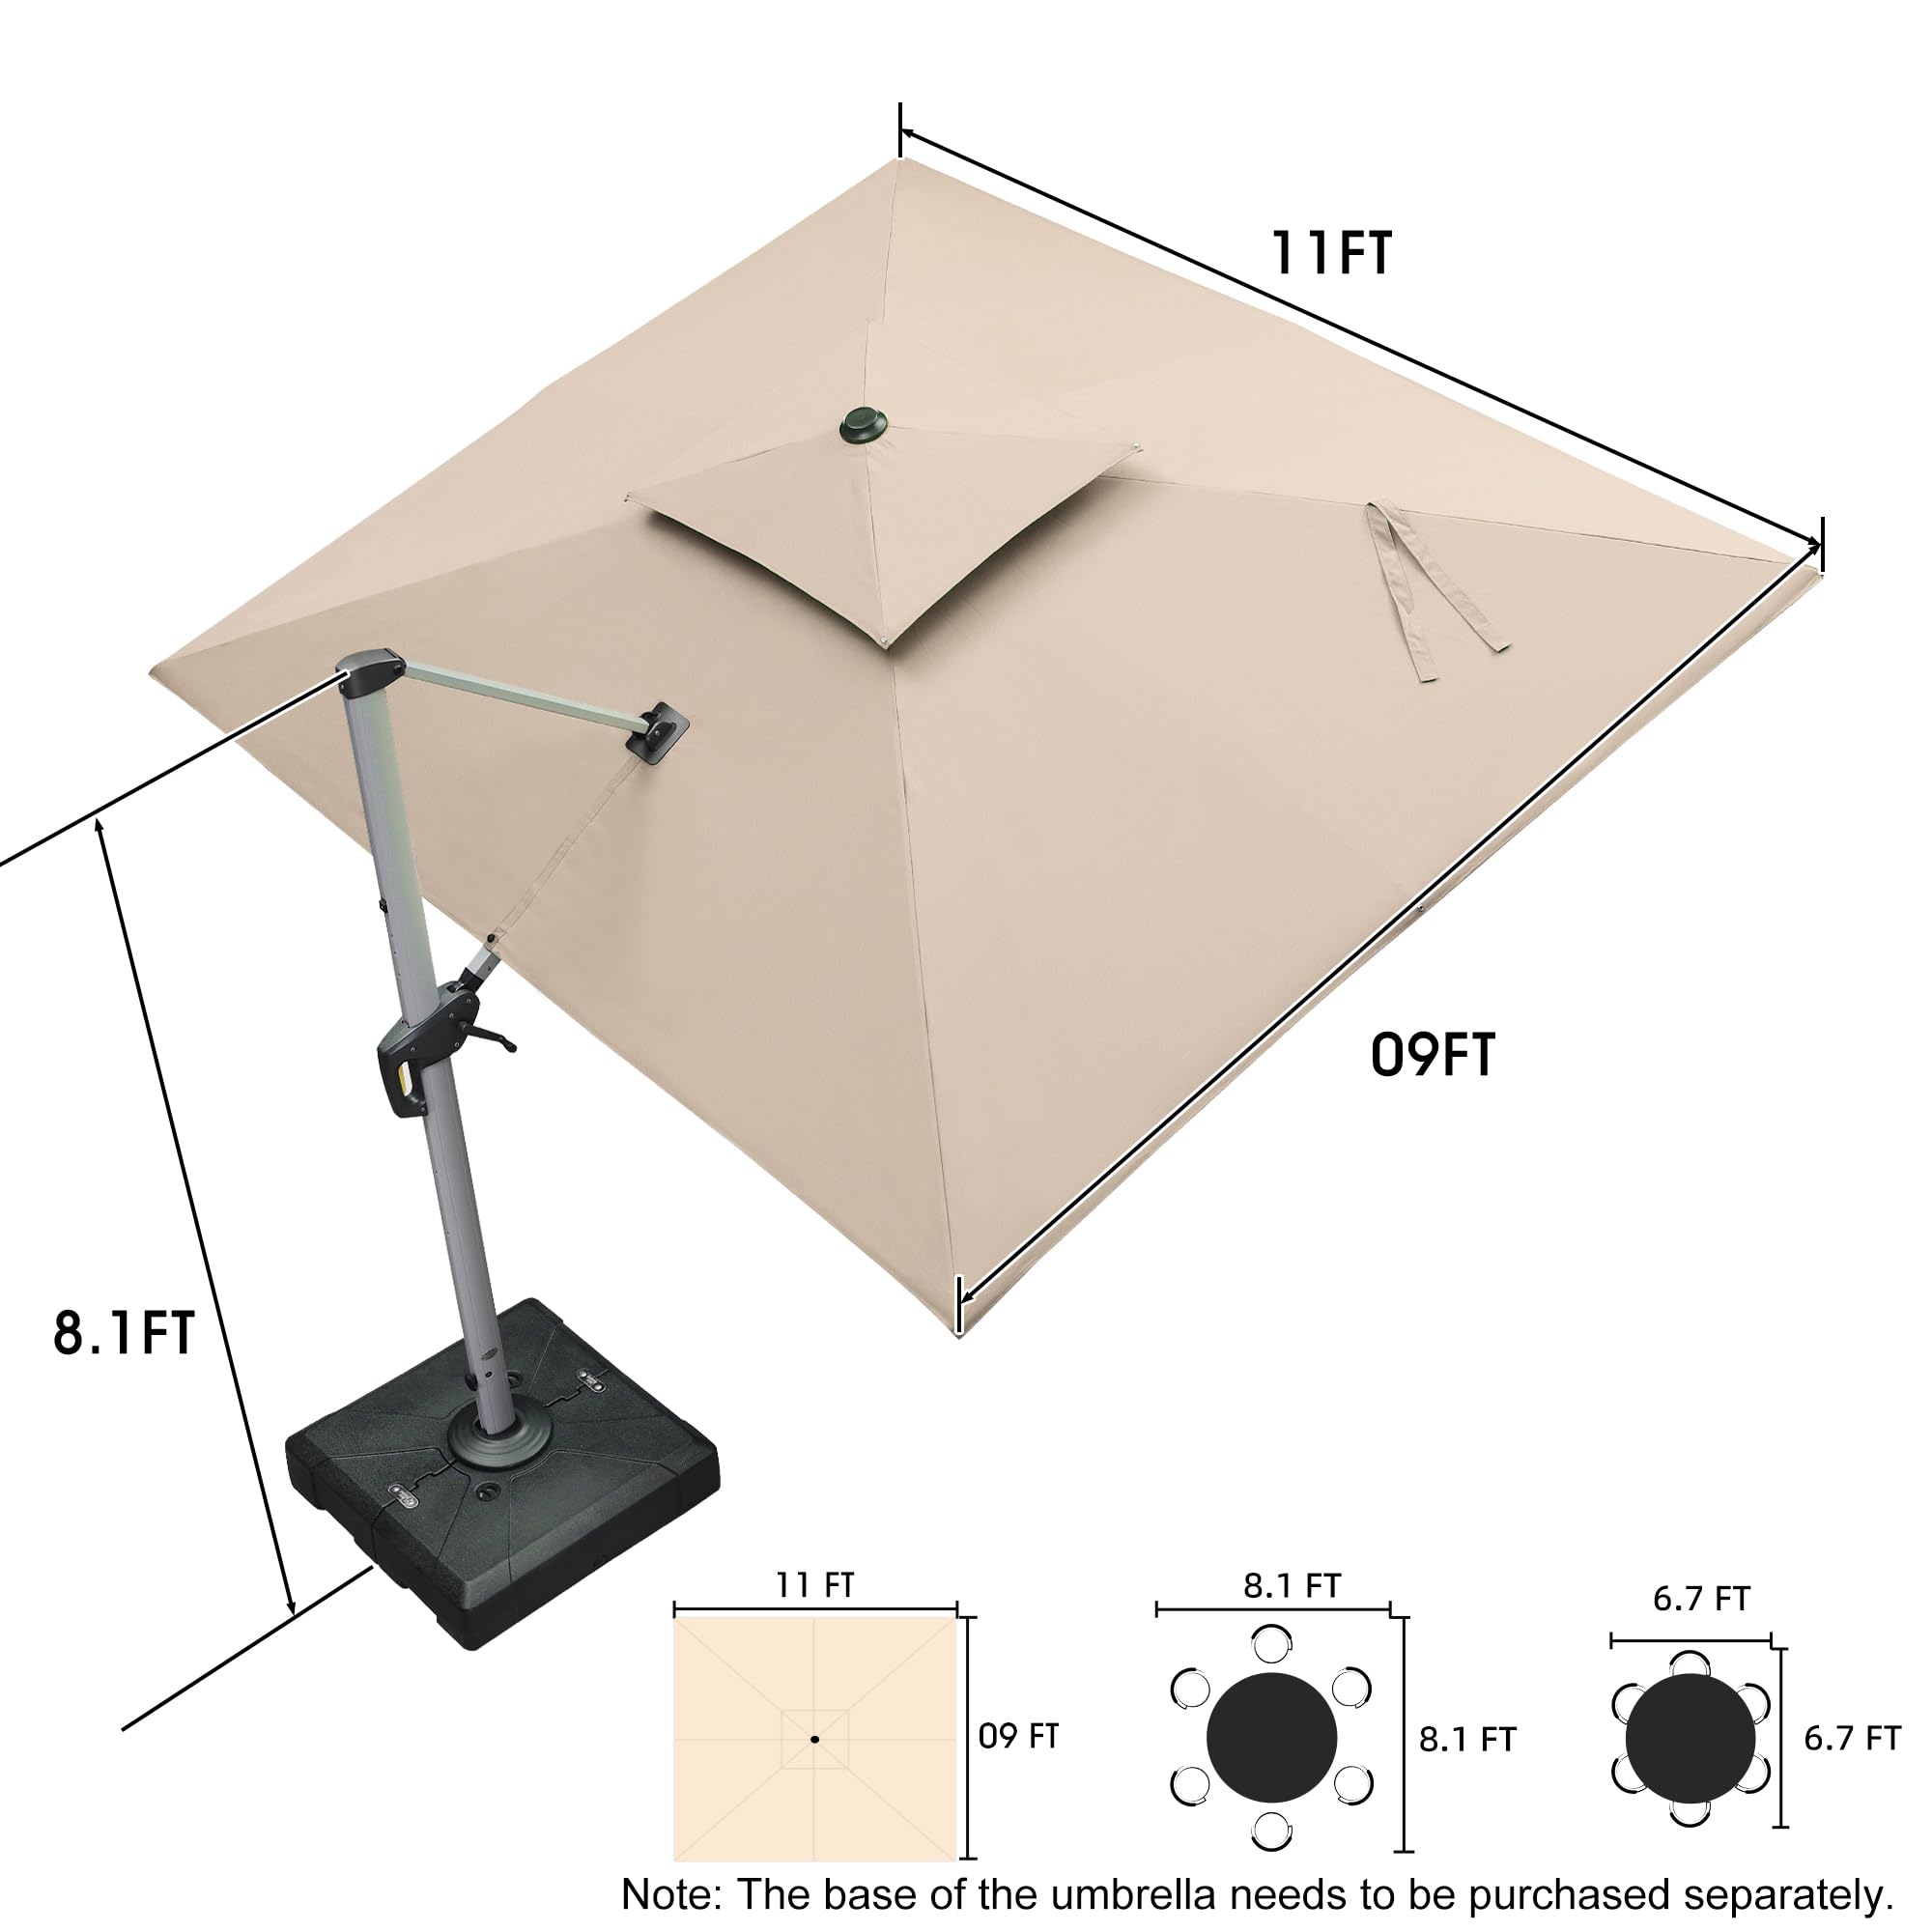 11FT
09FT
8.1FT
11 FT
09 FT
8.1 FT
8.1 FT
6.7 FT
6.7 FT
Note: The base of the umbrella needs to be purchased separately.